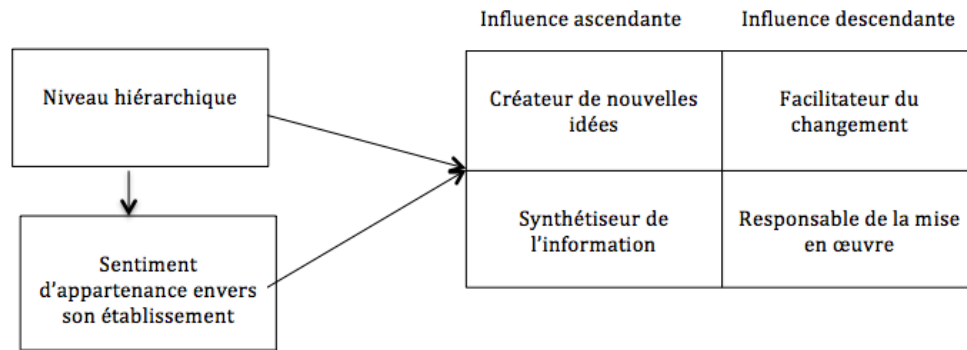 Influence ascendante
Influence descendante
Niveau hiérarchique
Créateur de nouvelles
idées
Facilitateur du
changement
Sentiment
d'appartenance envers
son établissement
Synthétiseur de
l'information
Responsable de la mise
en œuvre